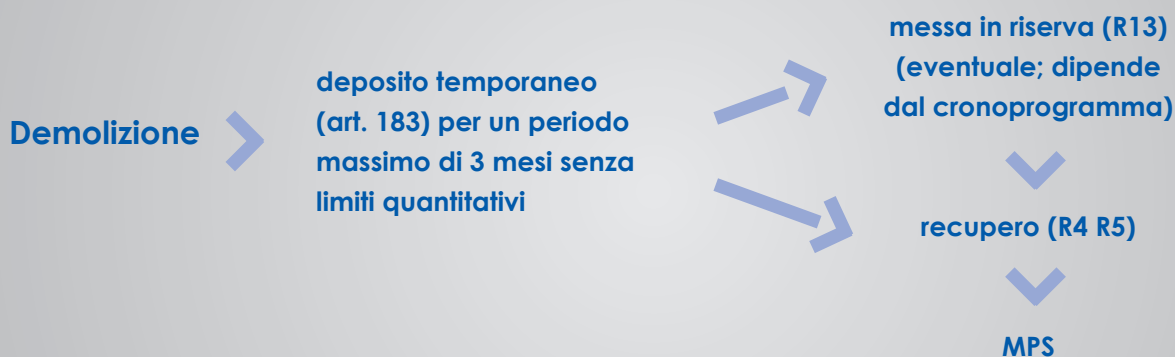 Demolizione
deposito temporaneo
(art. 183) per un periodo
massimo di 3 mesi senza
limiti quantitativi
messa in riserva (R13)
(eventuale; dipende
dal cronoprogramma)
recupero (R4 R5)
MPS